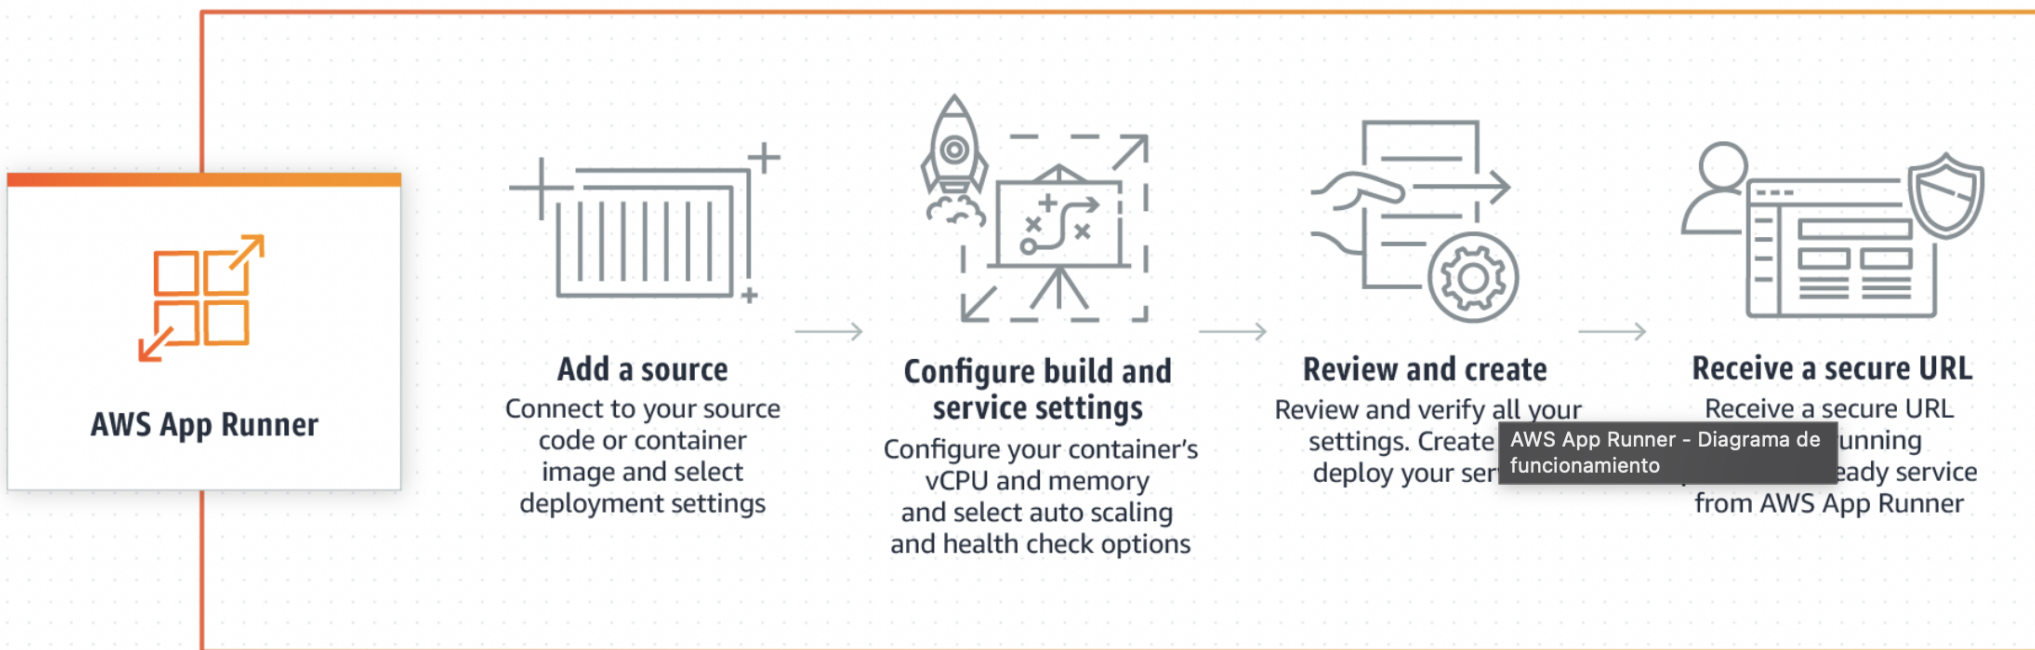 AWS App Runner
Add a source
Connect to your source
code or container
image and select
deployment settings
Configure build and
service settings
Configure your container's
vCPU and memory
and select auto scaling
and health check options
Review and create
Review and verify all your
settings. Create
deploy your
Receive a secure URL
Receive a secure URL
service
from AWS App Runner
AWS App Runner - Diagrama de
funcionamiento